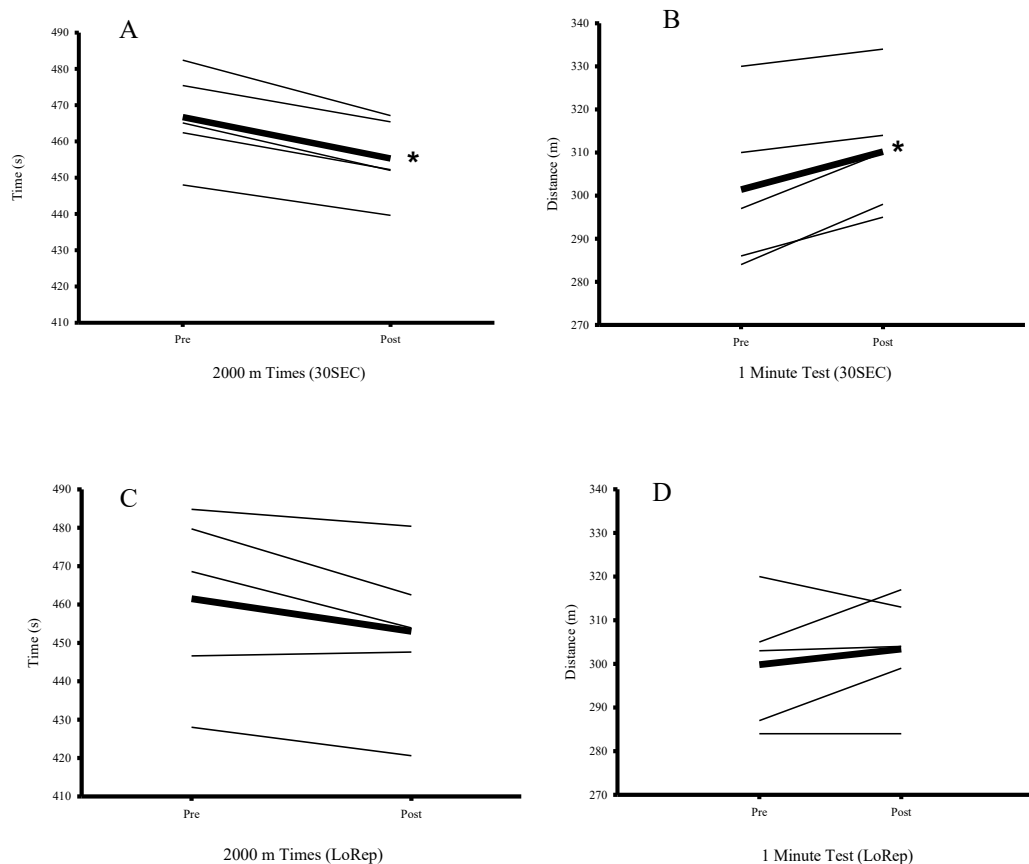 A
490
480
470
460
450
440
430
420
410
Time (s)
*
Pre
Post
2000 m Times (30SEC)
B
340
330
320
310
300
290
280
270
Distance (m)
*
Pre
Post
1 Minute Test (30SEC)
C
490
480
470
460
450
440
430
420
410
Time (s)
Pre
Post
2000 m Times (LoRep)
D
340
330
320
310
300
290
280
270
Distance (m)
Pre
Post
1 Minute Test (LoRep)